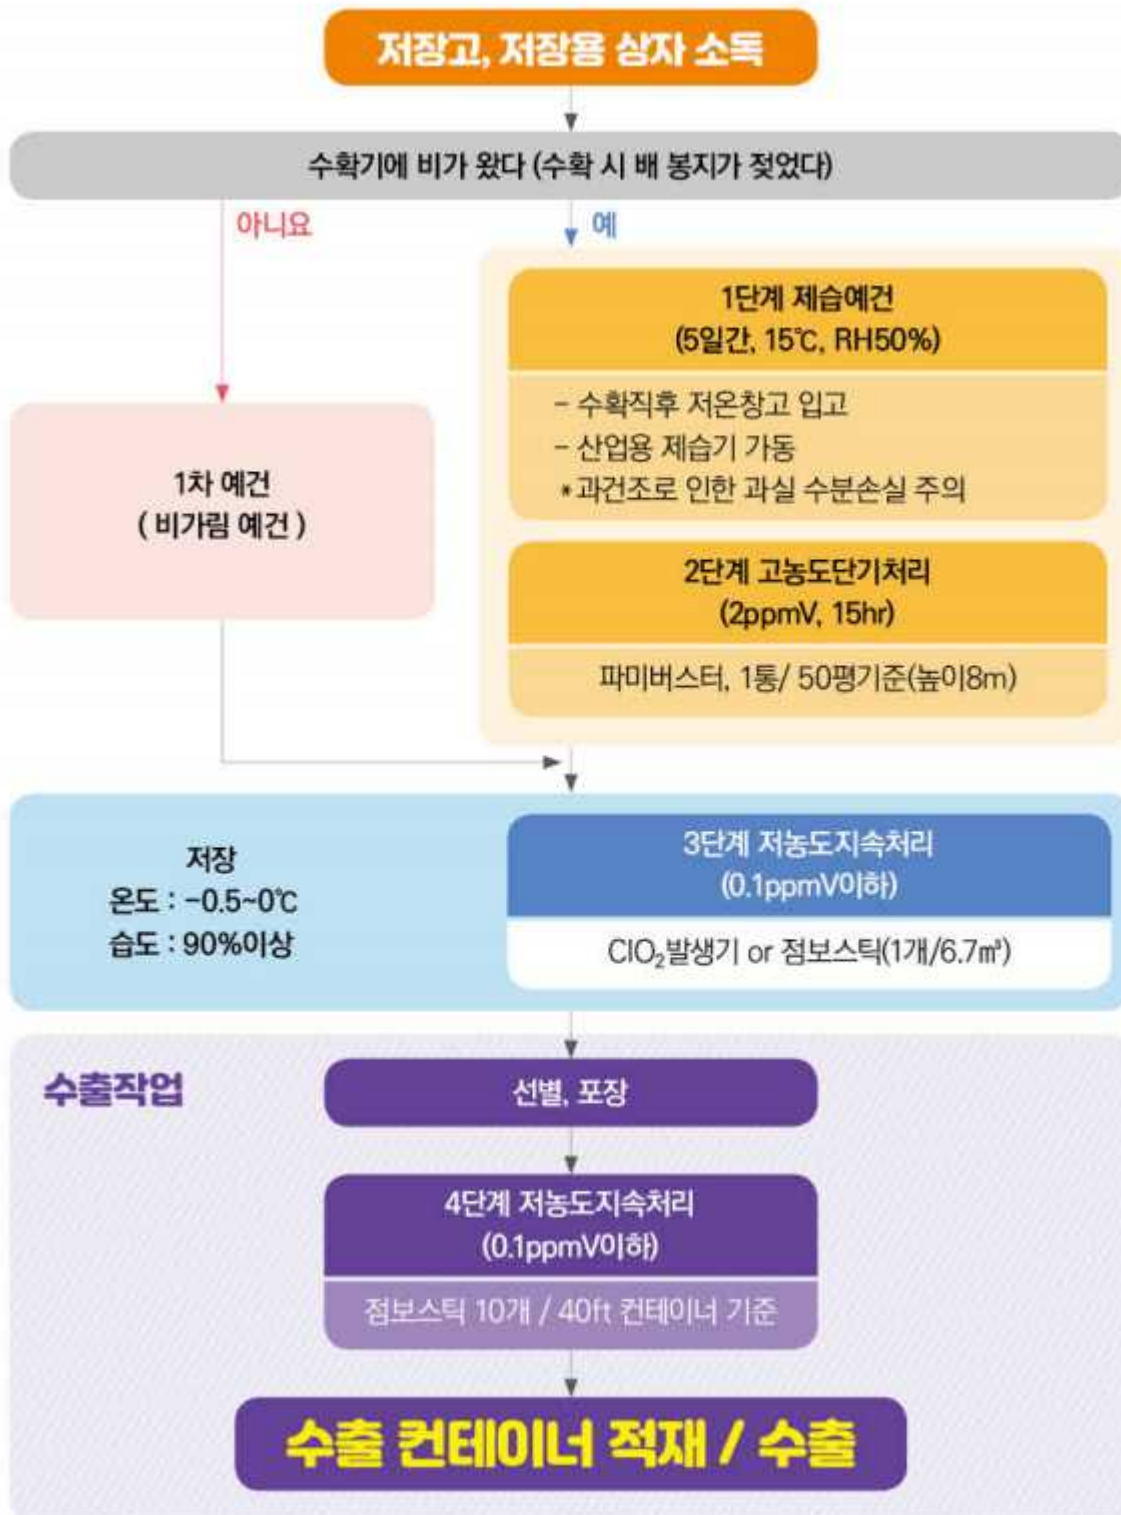 저장고, 저장용 상자 소독
수확기에 비가 왔다 (수확 시 배 봉지가 젖었다)
아니요
예
1단계 제습예건
(5일간, 15℃, RH50%)
- 수확직후 저온창고 입고
- 산업용 제습기 가동
*과건조로 인한 과실 수분손실 주의
1차 예건
( 비가림 예건 )
2단계 고농도단기처리
(2ppmV, 15hr)
파미버스터, 1통/ 50평기준(높이8m)
저장
온도 : -0.5~0℃
습도 : 90%이상
3단계 저농도지속처리
(0.1ppmV이하)
ClO₂발생기 or 점보스틱(1개/6.7㎥)
수출작업
선별, 포장
4단계 저농도지속처리
(0.1ppmV이하)
점보스틱 10개 / 40ft 컨테이너 기준
수출 컨테이너 적재 / 수출